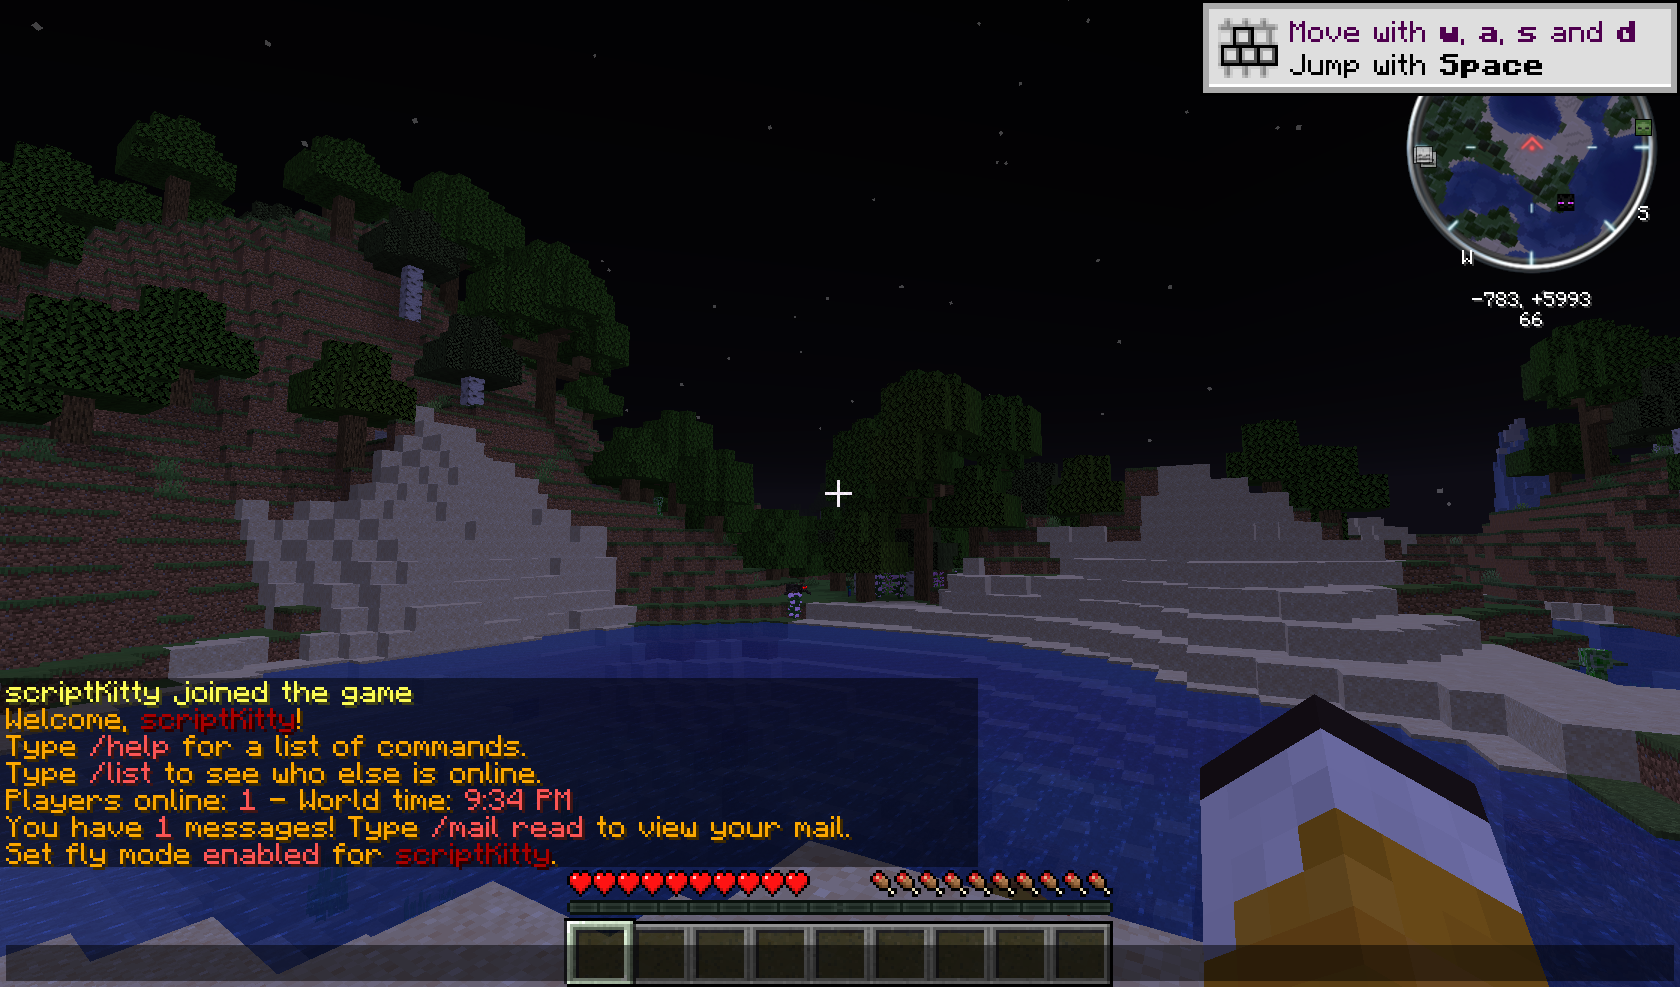 Move with w, a, s and d
Jump with Space
S
W
-783, +5993
66
scriptKitty joined the game
Welcome, scriptKitty!
Type /help for a list of commands.
Type /list to see who else is online.
Players online: 1 - World time: 9:34 PM
You have 1 messages! Type /mail read to view your mail.
Set fly mode enabled for scriptKitty.